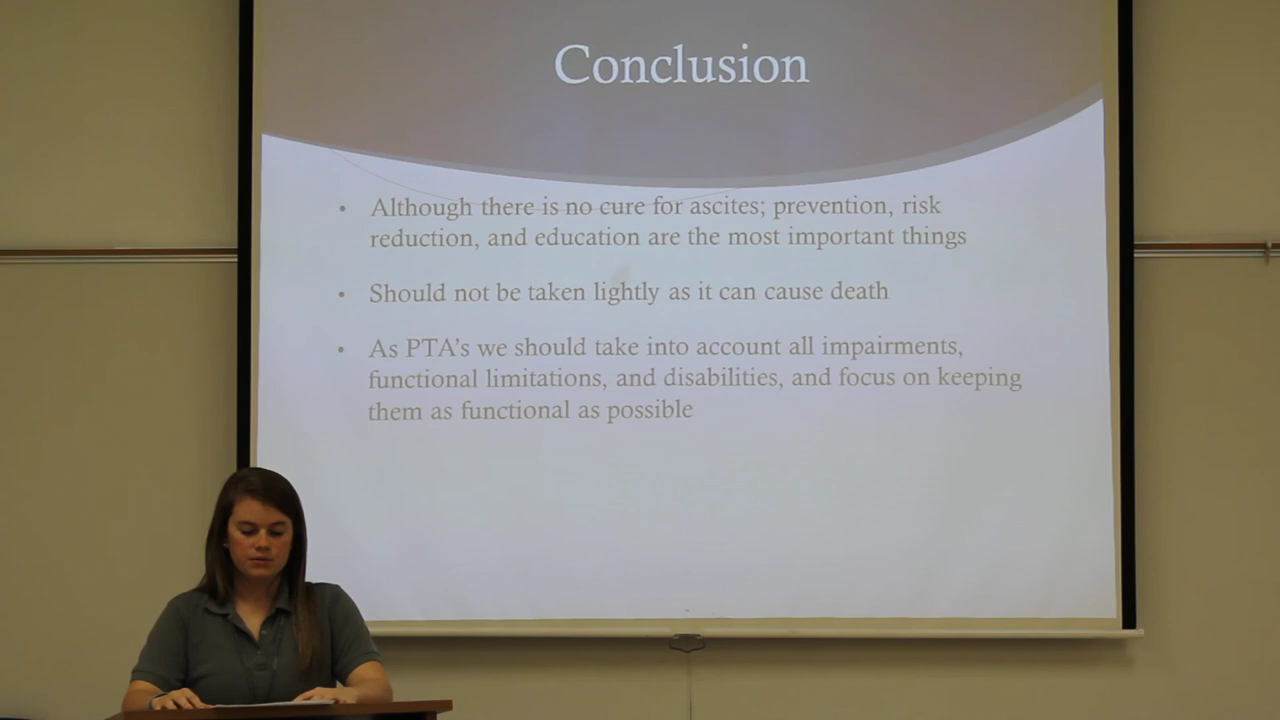 Conclusion
• Although there is no cure for ascites; prevention, risk
reduction, and education are the most important things
• Should not be taken lightly as it can cause death
• As PTA's we should take into account all impairments,
functional limitations, and disabilities, and focus on keeping
them as functional as possible